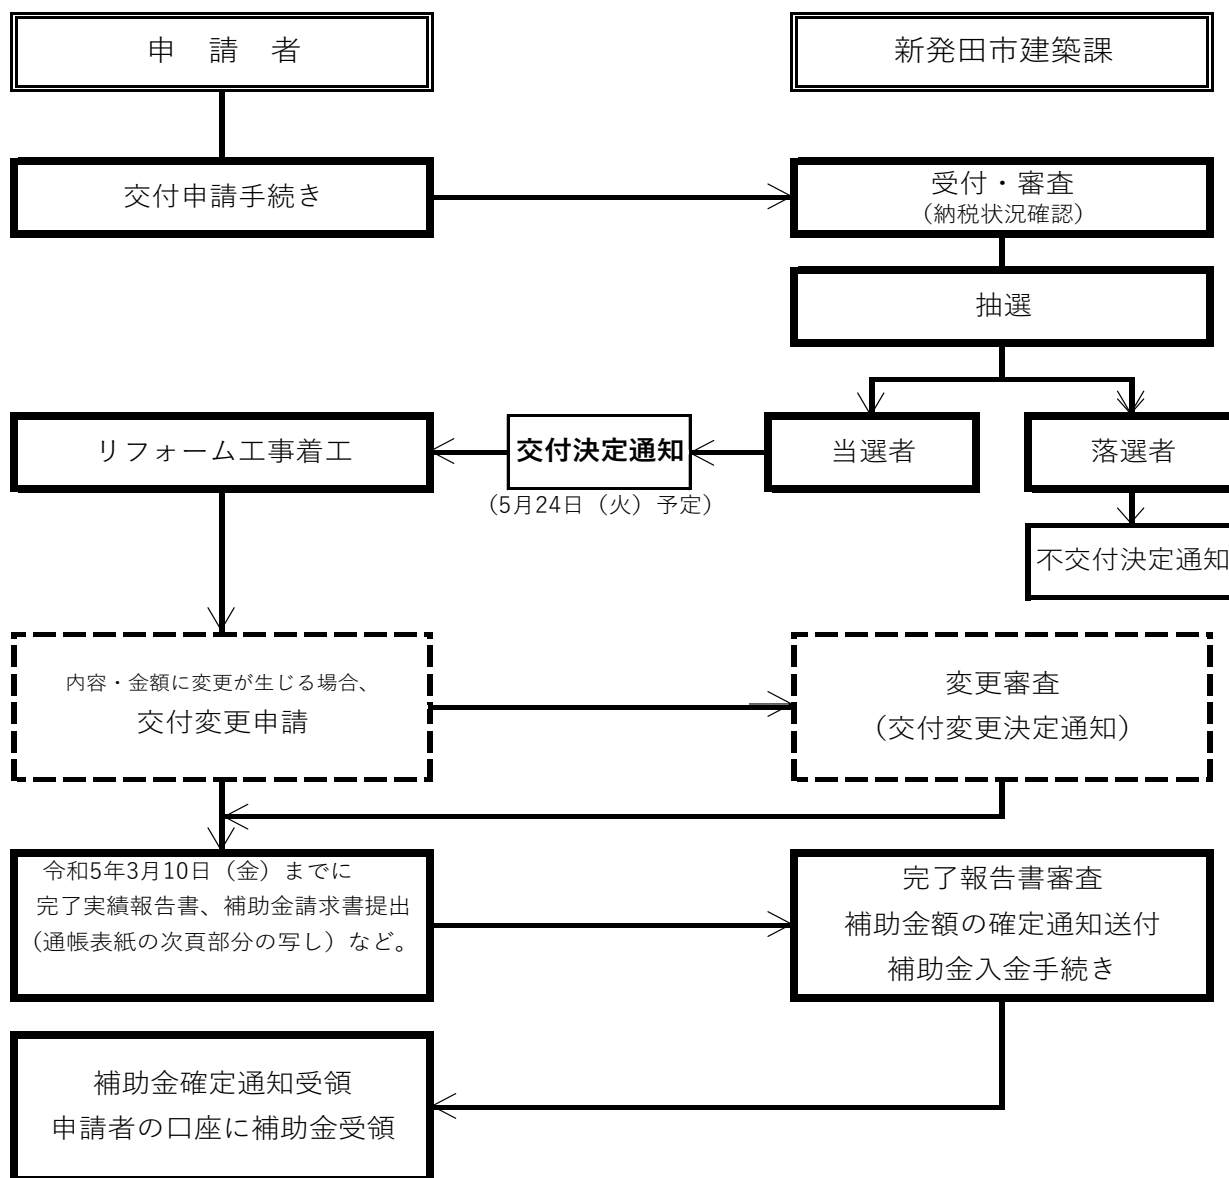 申　請　者
新発田市建築課
交付申請手続き
受付・審査
（納税状況確認）
抽選
リフォーム工事着工
交付決定通知
当選者
落選者
（5月24日（火）予定）
不交付決定通知
内容・金額に変更が生じる場合、
交付変更申請
変更審査
（交付変更決定通知）
令和5年3月10日（金）までに
完了実績報告書、補助金請求書提出
（通帳表紙の次頁部分の写し）など。
完了報告書審査
補助金額の確定通知送付
補助金入金手続き
補助金確定通知受領
申請者の口座に補助金受領